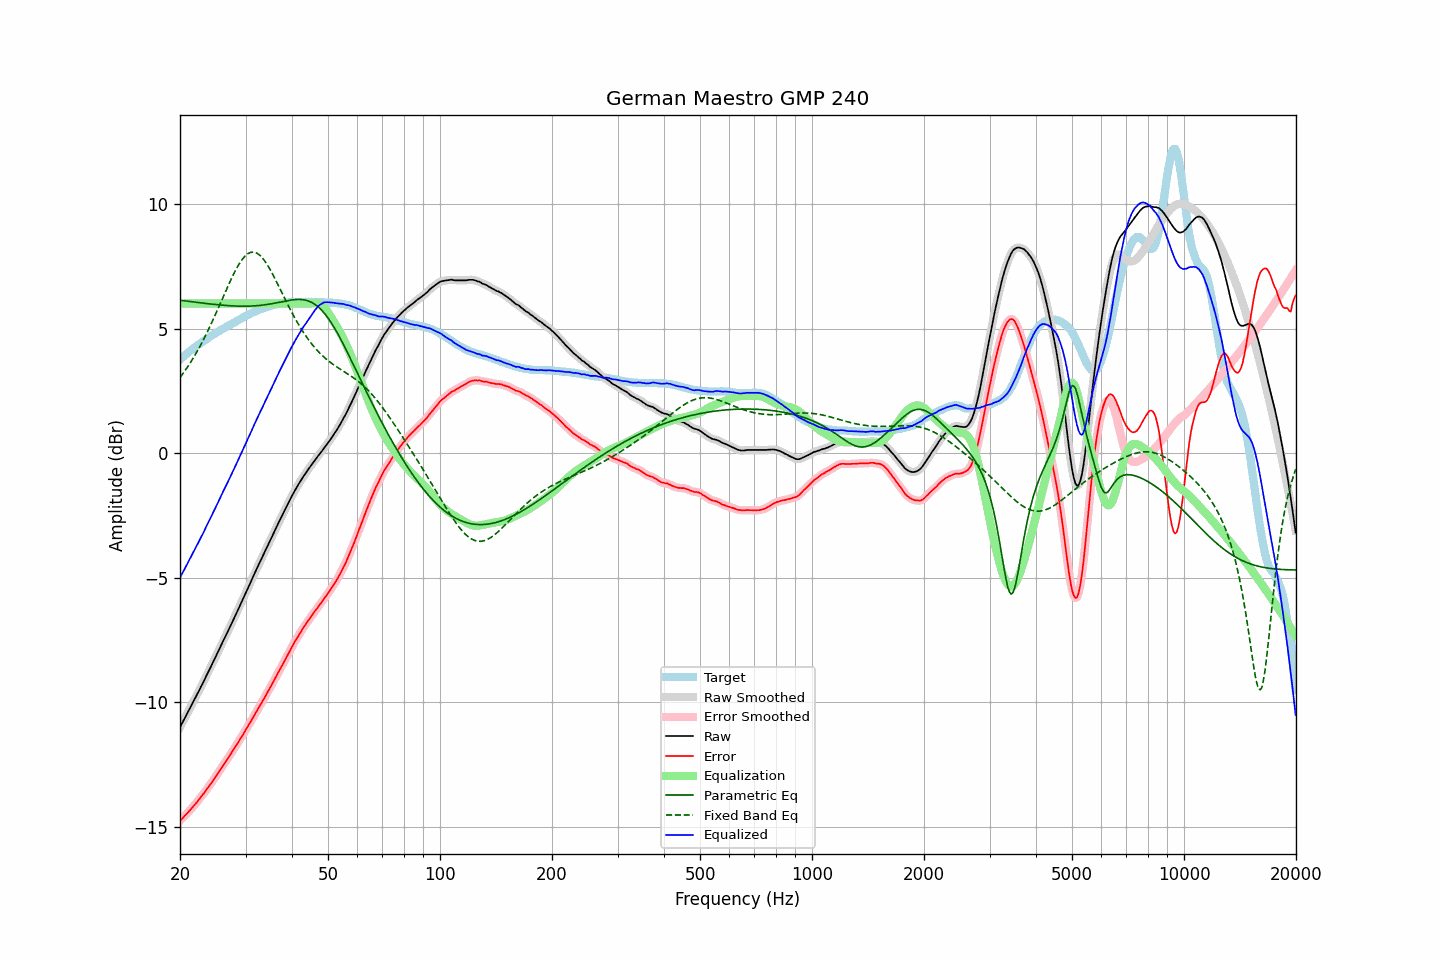 German Maestro GMP 240
Amplitude (dBr)
10
5
0
−5
−10
−15
Target
Raw Smoothed
Error Smoothed
Raw
Error
Equalization
Parametric Eq
Fixed Band Eq
Equalized
20 50 100 200 500 1000 2000 5000 10000 20000
Frequency (Hz)